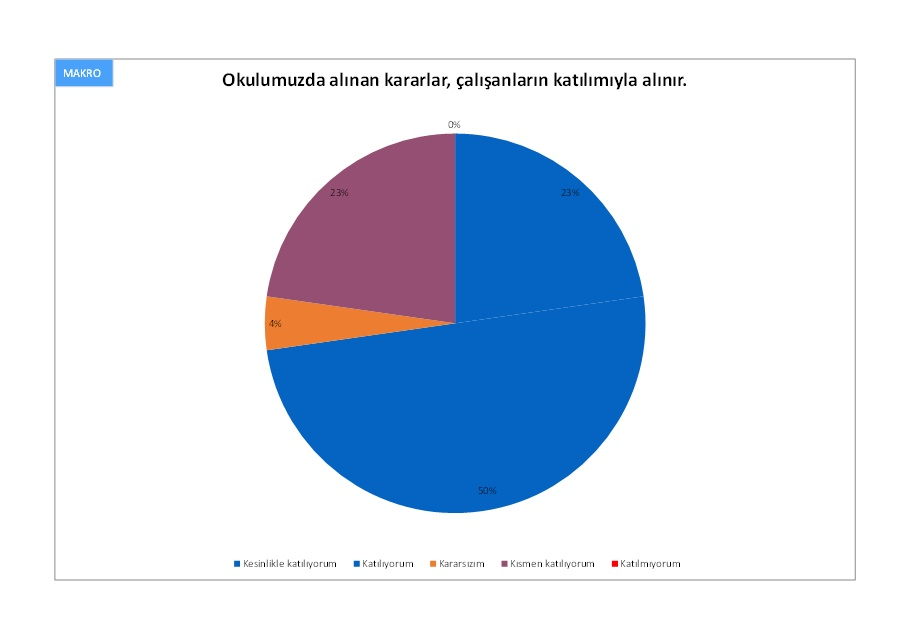 MAKRO
Okulumuzda alınan kararlar, çalışanların katılımıyla alınır.
0%
23%
23%
4%
50%
Kesinlikle katılıyorum Katılıyorum Kararsızım Kısmen katılıyorum Katılmıyorum